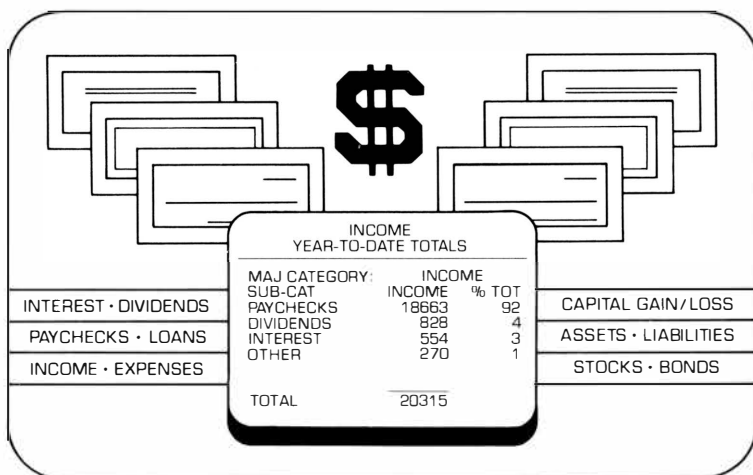 $
INCOME
YEAR-TO-DATE TOTALS
MAJ CATEGORY: INCOME
SUB-CAT INCOME % TOT
PAYCHECKS 18663 92
DIVIDENDS 828 4
INTEREST 554 3
OTHER 270 1
TOTAL 20315
INTEREST · DIVIDENDS
PAYCHECKS · LOANS
INCOME · EXPENSES
CAPITAL GAIN/LOSS
ASSETS · LIABILITIES
STOCKS · BONDS